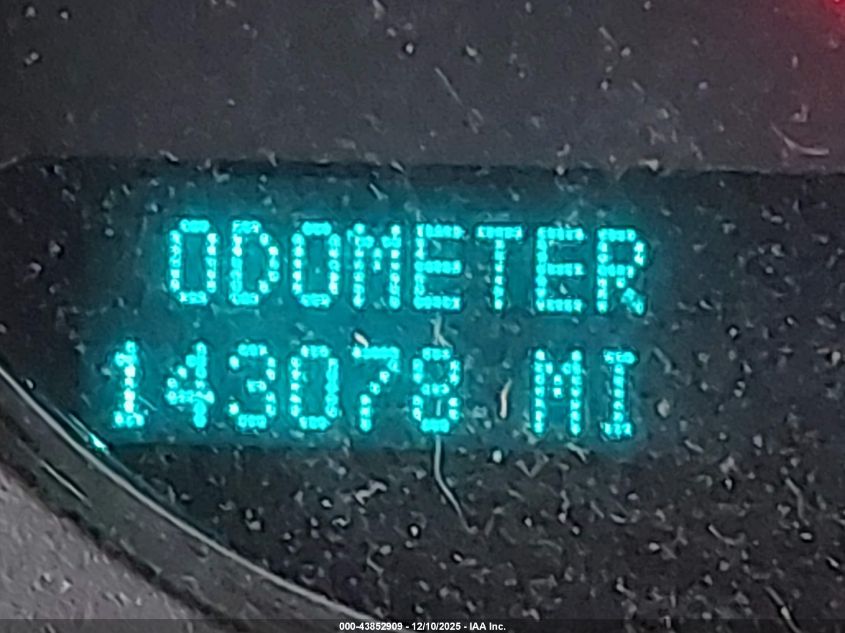 ODOMETER
143078 MI
000-43852909 - 12/10/2025 - IAA Inc.